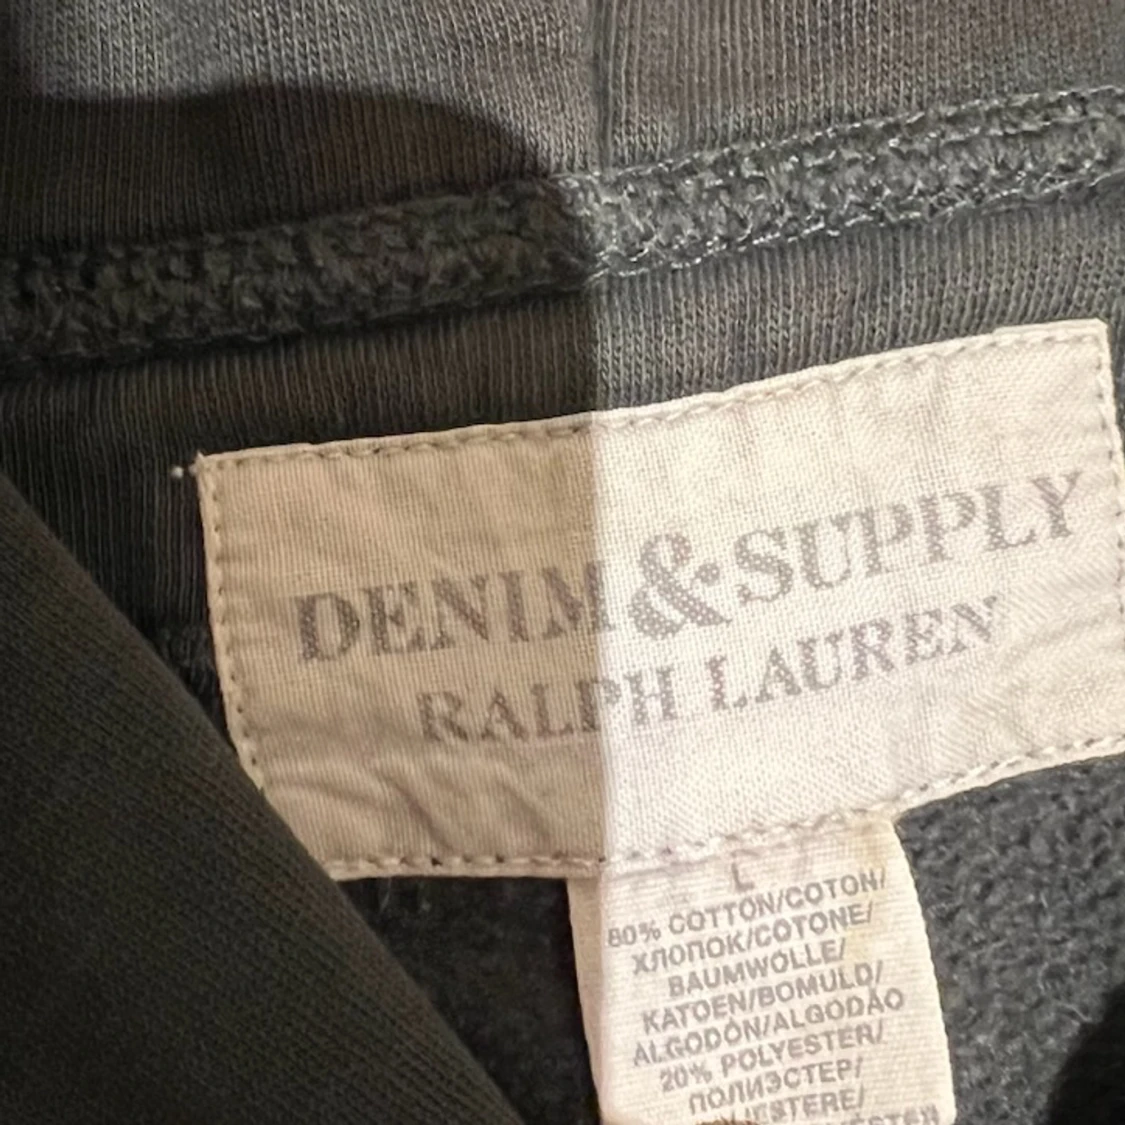 DENIM&SUPPLY
RALPH LAUREN
L
80% COTTON/COTON/
ХЛОПОК/COTONE/
BAUMWOLLE/
KATOEN/BOMULD/
ALGODÓN/ALGODÃO
20% POLYESTER/
ПОЛИЭСТЕР/